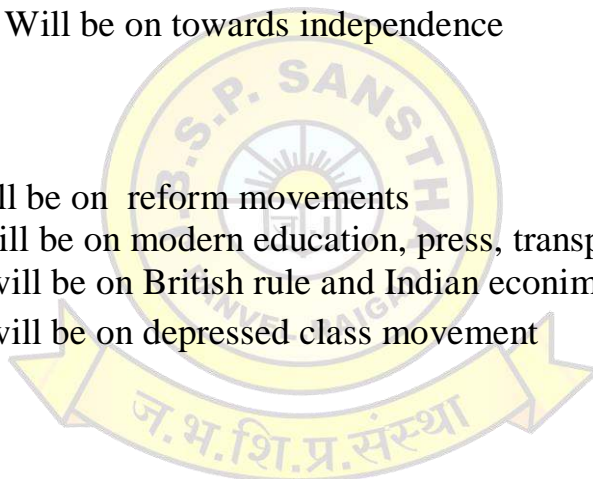 Will be on towards independence
J.B.S.P. SANSTHA
ll be on  reform movements
ill be on modern education, press, transp
will be on British rule and Indian econim
will be on depressed class movement
ज.भ.शि.प्र.संस्था